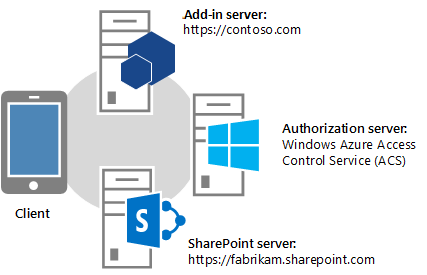 Add-in server:
https://contoso.com
Authorization server:
Windows Azure Access
Control Service (ACS)
Client
S
SharePoint server:
https://fabrikam.sharepoint.com